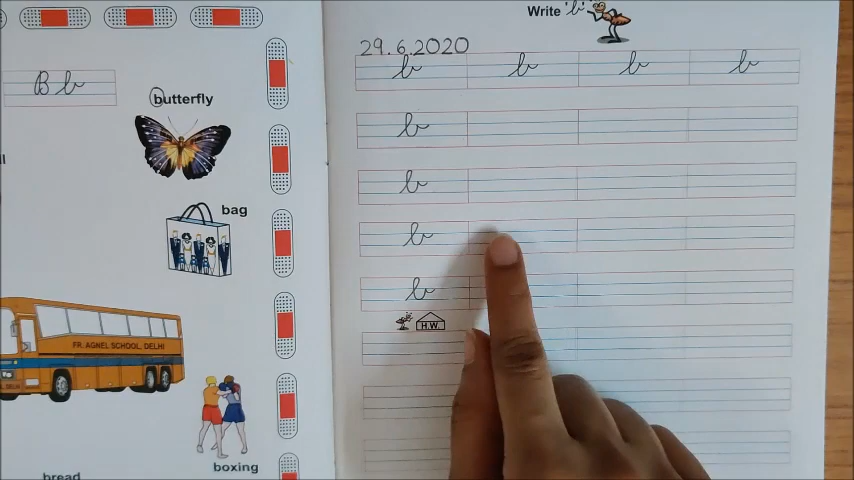 B b
butterfly
bag
FR. AGNEL SCHOOL, DELHI
boxing
bread
Write 'b'
29.6.2020
b b b b
b
b
b
b
H.W.